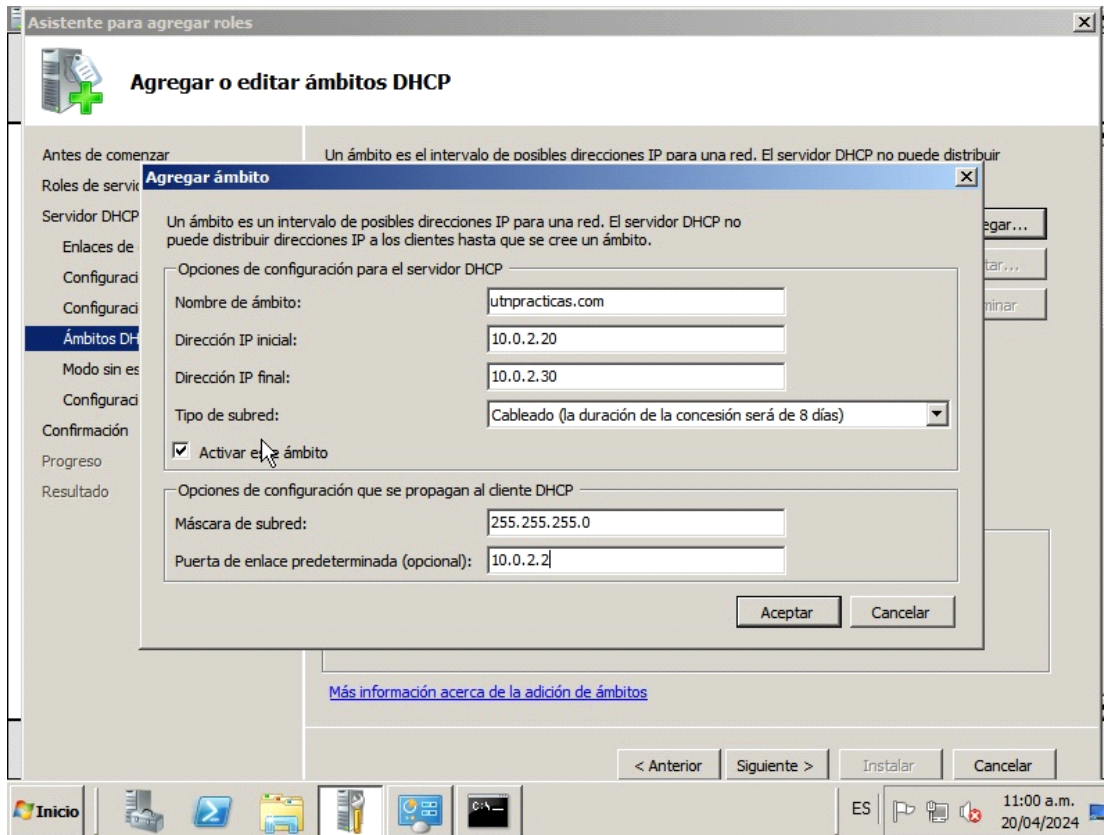 Asistente para agregar roles
Agregar o editar ámbitos DHCP
Antes de comenzar
Roles de servic
Servidor DHCP
Enlaces de
Configuraci
Configuraci
Ámbitos DH
Modo sin es
Configuraci
Confirmación
Progreso
Resultado
Un ámbito es el intervalo de posibles direcciones IP para una red. El servidor DHCP no puede distribuir
egar...
tar...
minar
Agregar ámbito
Un ámbito es un intervalo de posibles direcciones IP para una red. El servidor DHCP no
puede distribuir direcciones IP a los clientes hasta que se cree un ámbito.
Opciones de configuración para el servidor DHCP
Nombre de ámbito: utnpracticas.com
Dirección IP inicial: 10.0.2.20
Dirección IP final: 10.0.2.30
Tipo de subred: Cableado (la duración de la concesión será de 8 días)
Activar este ámbito
Opciones de configuración que se propagan al cliente DHCP
Máscara de subred: 255.255.255.0
Puerta de enlace predeterminada (opcional): 10.0.2.2
Aceptar Cancelar
Más información acerca de la adición de ámbitos
< Anterior Siguiente > Instalar Cancelar
Inicio C:\ ES 11:00 a.m.
20/04/2024